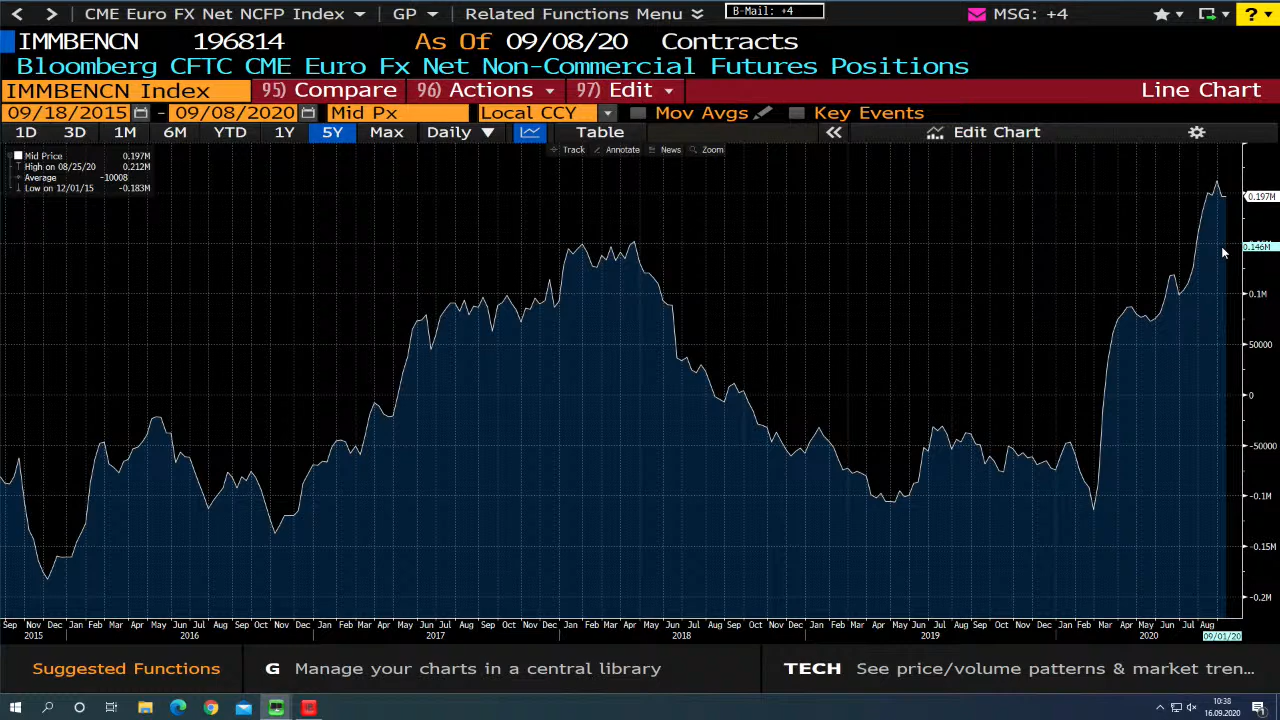 CME Euro FX Net NCFP Index GP Related Functions Menu B-Mail: +4 MSG: +4 ?
IMMBENCN 196814 As Of 09/08/20 Contracts
Bloomberg CFTC CME Euro Fx Net Non-Commercial Futures Positions
IMMBENCN Index 95) Compare 96) Actions 97) Edit Line Chart
09/18/2015 - 09/08/2020 Mid Px Local CCY Mov Avgs Key Events
1D 3D 1M 6M YTD 1Y 5Y Max Daily ▼ Table « Edit Chart
Track Annotate News Zoom
Mid Price 0.197M
High on 08/25/20 0.212M
Average -10008
Low on 12/01/15 -0.183M
0.197M
0.146M
0.1M
50000
0
-50000
-0.1M
-0.15M
-0.2M
Sep Nov Dec Jan Feb Mar Apr May Jun Jul Aug Sep Oct Nov Dec Jan Feb Mar Apr May Jun Jul Aug Sep Oct Nov Dec Jan Feb Mar Apr May Jun Jul Aug Sep Oct Nov Dec Jan Feb Mar Apr May Jun Jul Aug Sep Oct Nov Dec Jan Feb Mar Apr May Jun Jul Aug
2015 2016 2017 2018 2019 2020 09/01/20
Suggested Functions G Manage your charts in a central library TECH See price/volume patterns & market tren...
10:38
16.09.2020
1